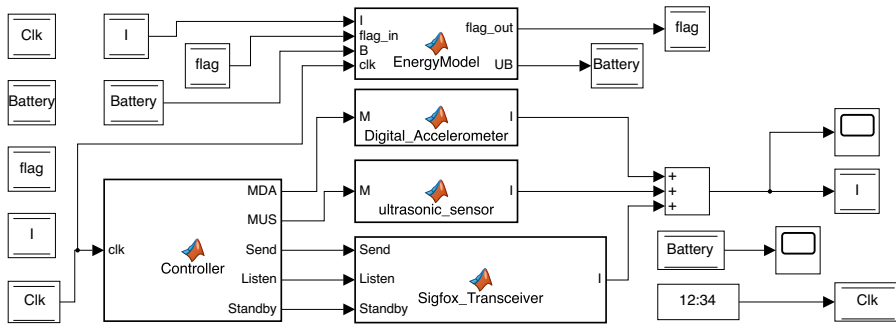 Clk
I
flag
I
flag_in
B
clk
EnergyModel
flag_out
UB
flag
Battery
Battery
Battery
M
Digital_Accelerometer
I
flag
M
ultrasonic_sensor
I
MDA
MUS
Send
Listen
Standby
clk
Controller
I
Clk
Send
Listen
Standby
Sigfox_Transceiver
I
+
+
+
I
Battery
12:34
Clk